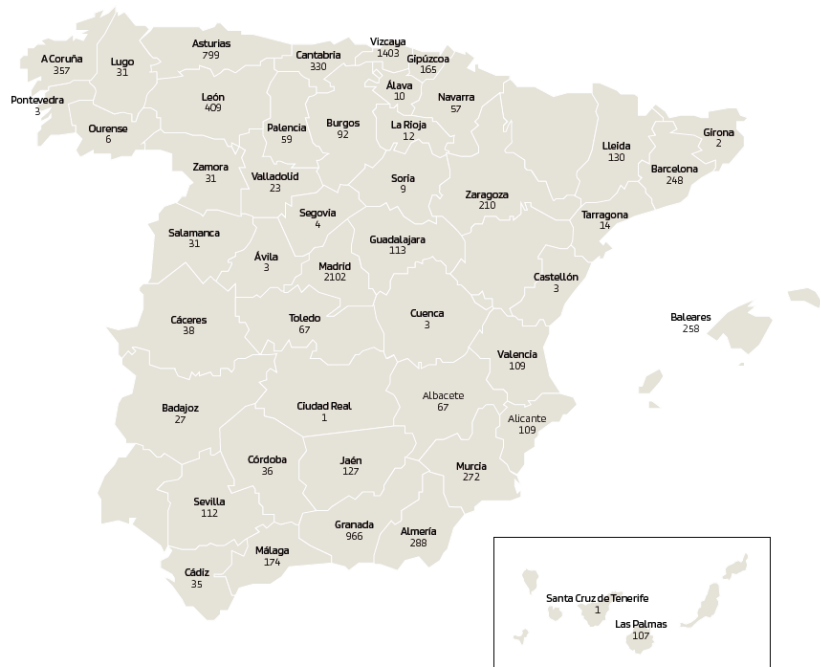 Vizcaya
1403
Asturias
799
Cantabria
330
Gipúzcoa
165
A Coruña
357
Lugo
31
Álava
10
León
409
Navarra
57
Pontevedra
3
Ourense
6
Palencia
59
Burgos
92
La Rioja
12
Girona
2
Lleida
130
Barcelona
248
Zamora
31
Valladolid
23
Soria
9
Zaragoza
210
Tarragona
14
Segovia
4
Salamanca
31
Guadalajara
113
Ávila
3
Madrid
2102
Castellón
3
Cáceres
38
Toledo
67
Cuenca
3
Baleares
258
Valencia
109
Badajoz
27
Ciudad Real
1
Albacete
67
Alicante
109
Córdoba
36
Jaén
127
Murcia
272
Sevilla
112
Granada
966
Almería
288
Málaga
174
Cádiz
35
Santa Cruz de Tenerife
1
Las Palmas
107